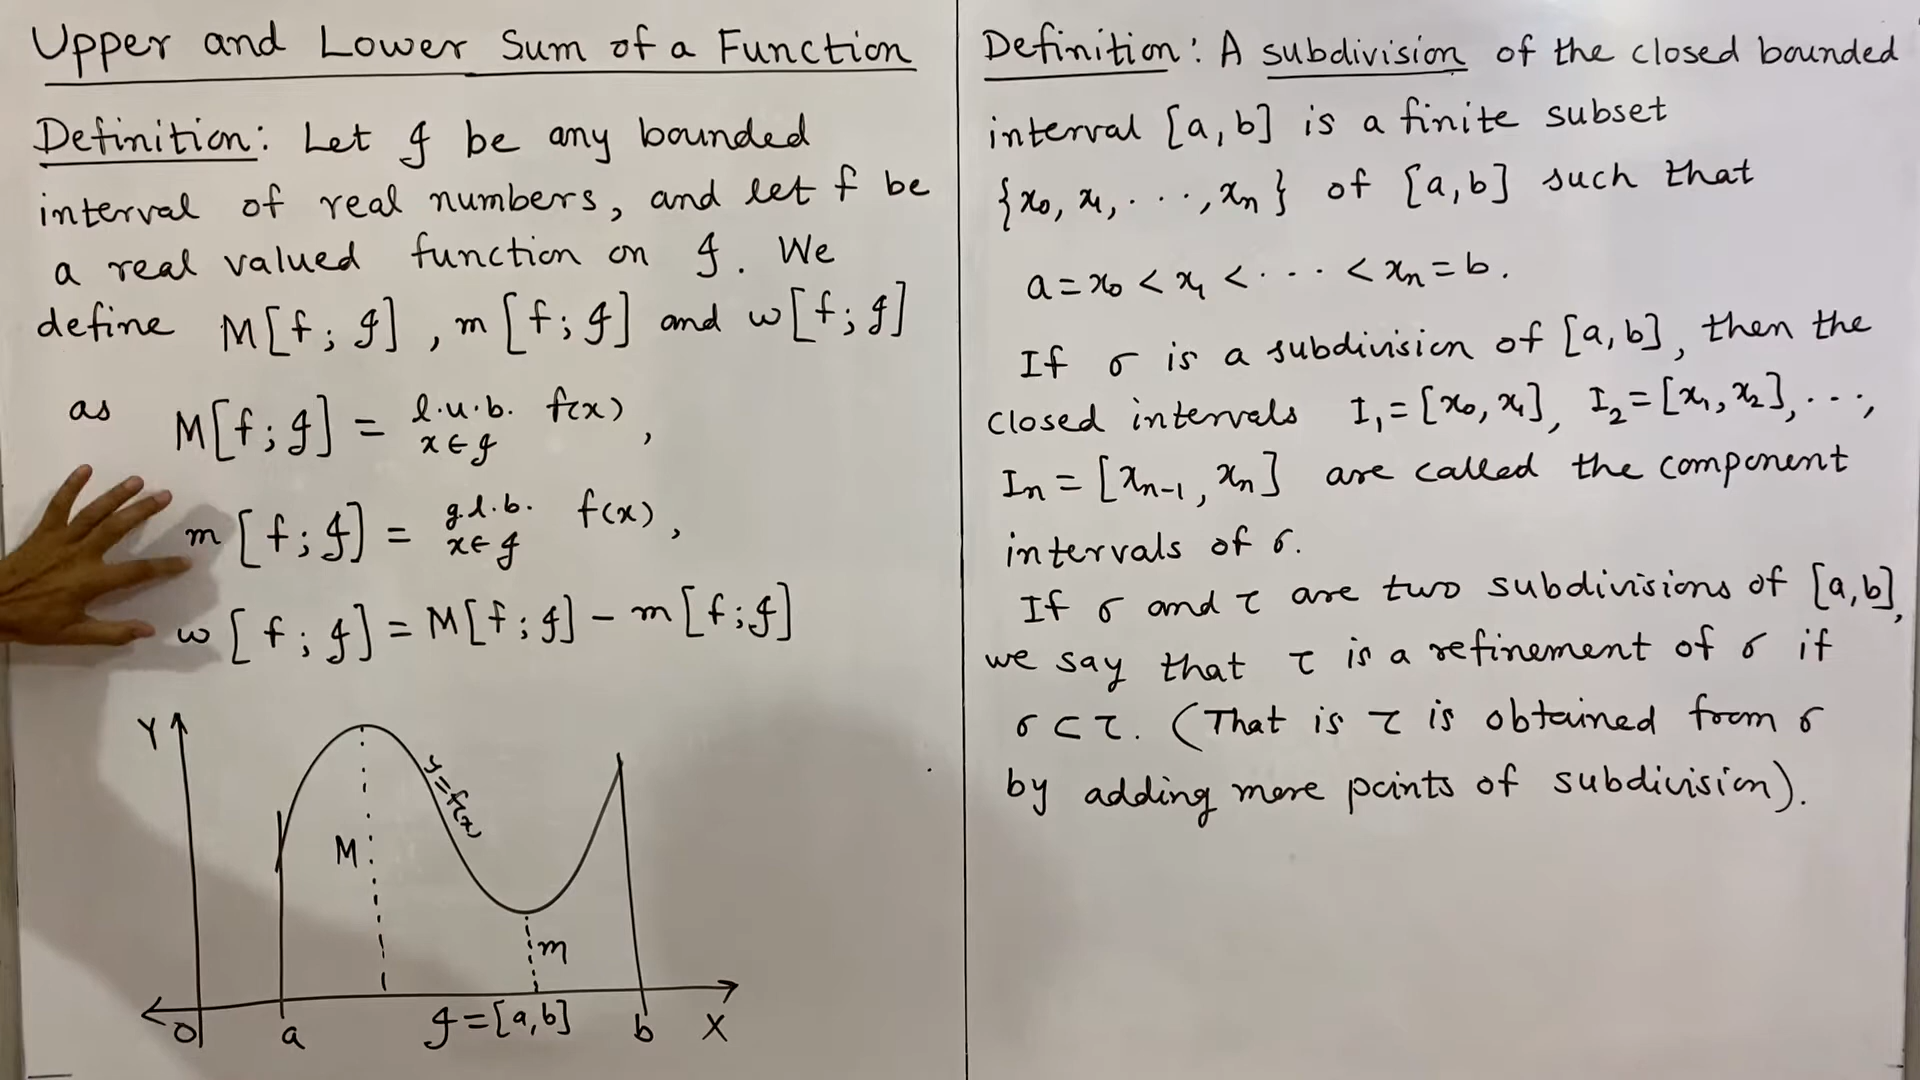 Upper and Lower Sum of a Function
Definition: Let J be any bounded
interval of real numbers, and let f be
a real valued function on J. We
define M[f; J], m[f; J] and w[f; J]
as M[f; J] = l.u.b. f(x),
x∈J
m[f; J] = g.l.b. f(x),
x∈J
w[f; J] = M[f; J] - m[f; J]
Y
y=f(x)
M
m
O
a
J=[a,b]
b
X
Definition: A subdivision of the closed bounded
interval [a, b] is a finite subset
{x₀, x₁, ..., xₙ} of [a, b] such that
a = x₀ < x₁ < ... < xₙ = b.
If σ is a subdivision of [a, b], then the
closed intervals I₁ = [x₀, x₁], I₂ = [x₁, x₂], ...,
Iₙ = [xₙ₋₁, xₙ] are called the component
intervals of σ.
If σ and τ are two subdivisions of [a,b],
we say that τ is a refinement of σ if
σ ⊂ τ. (That is τ is obtained from σ
by adding more points of subdivision).